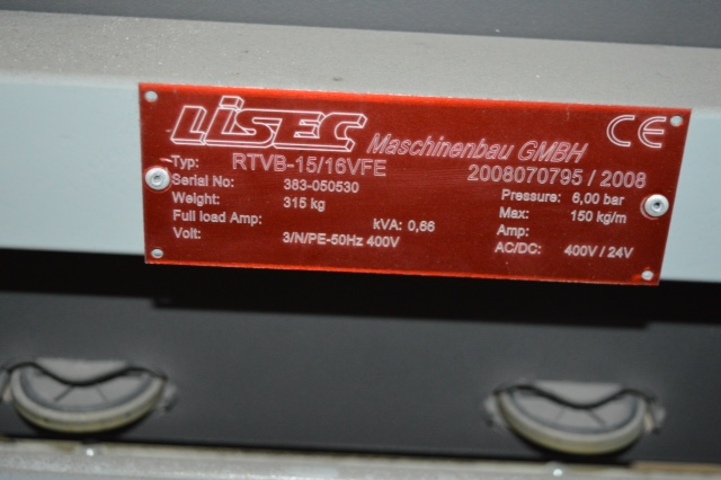 LiSEC Maschinenbau GMBH CE
Typ: RTVB-15/16VFE 2008070795 / 2008
Serial No: 383-050530 Pressure: 6,00 bar
Weight: 315 kg Max: 150 kg/m
Full load Amp: kVA: 0,66 Amp:
Volt: 3/N/PE-50Hz 400V AC/DC: 400V / 24V